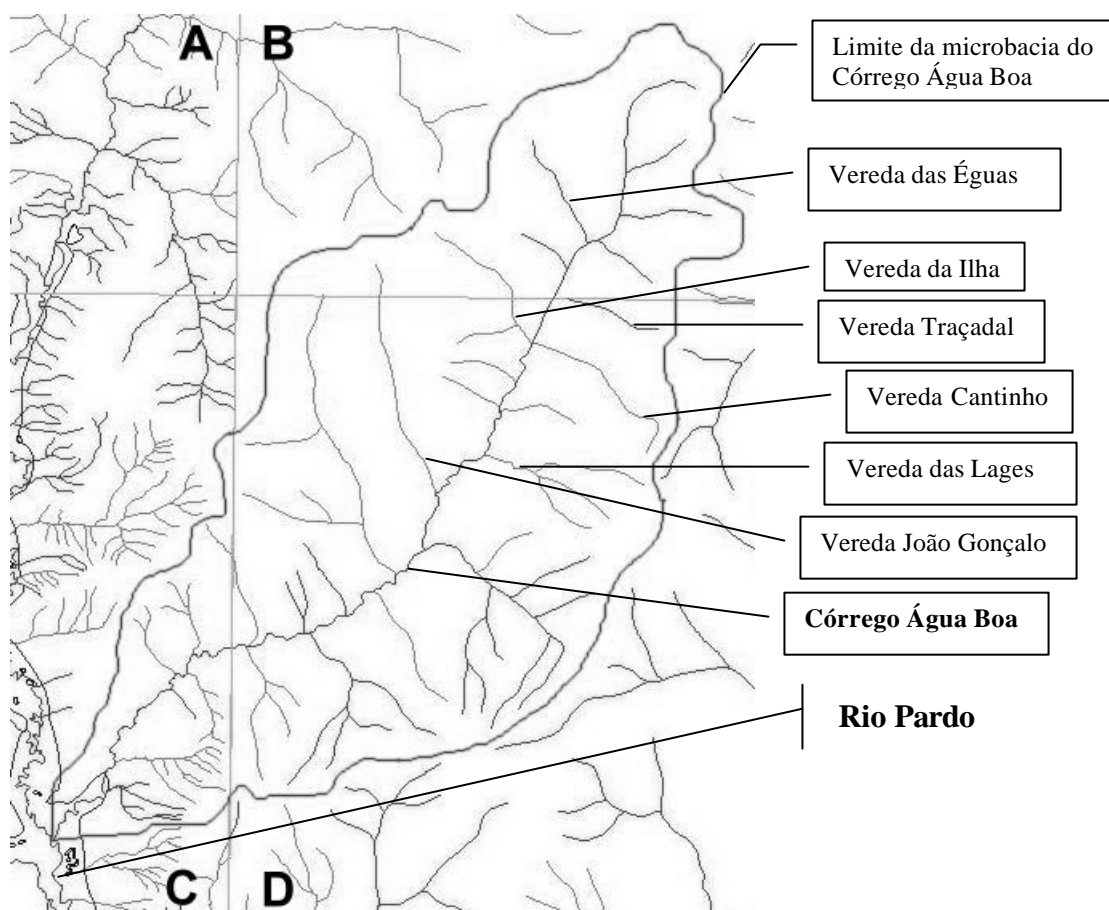 A B
Limite da microbacia do
Córrego Água Boa
Vereda das Éguas
Vereda da Ilha
Vereda Traçadal
Vereda Cantinho
Vereda das Lages
Vereda João Gonçalo
Córrego Água Boa
Rio Pardo
C D